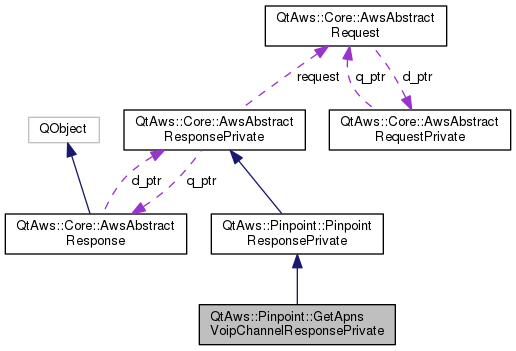 QtAws::Core::AwsAbstract
Request
request
q_ptr
d_ptr
QObject
QtAws::Core::AwsAbstract
ResponsePrivate
QtAws::Core::AwsAbstract
RequestPrivate
d_ptr
q_ptr
QtAws::Core::AwsAbstract
Response
QtAws::Pinpoint::Pinpoint
ResponsePrivate
QtAws::Pinpoint::GetApns
VoipChannelResponsePrivate